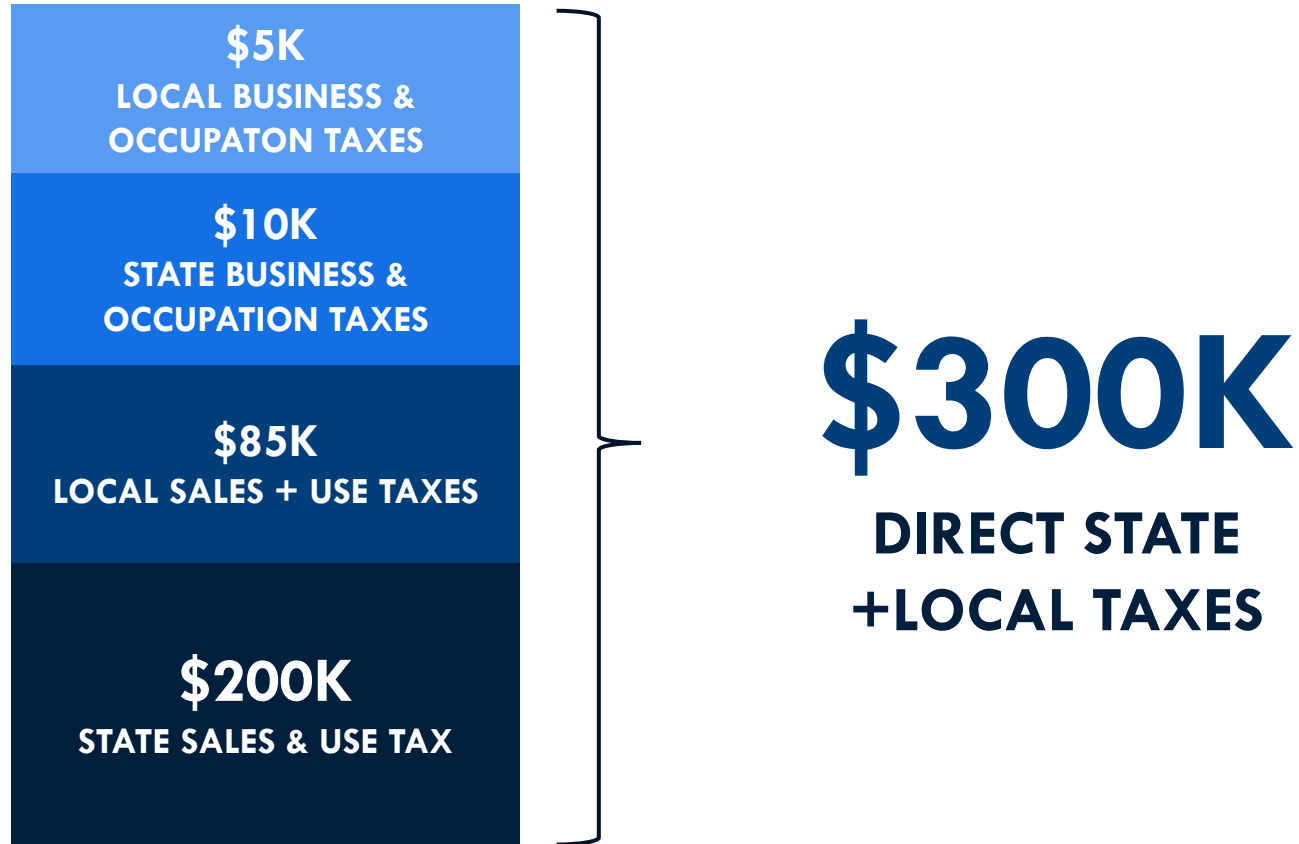 $5K
LOCAL BUSINESS &
OCCUPATON TAXES
$10K
STATE BUSINESS &
OCCUPATION TAXES
$85K
LOCAL SALES + USE TAXES
$200K
STATE SALES & USE TAX
$300K
DIRECT STATE
+LOCAL TAXES